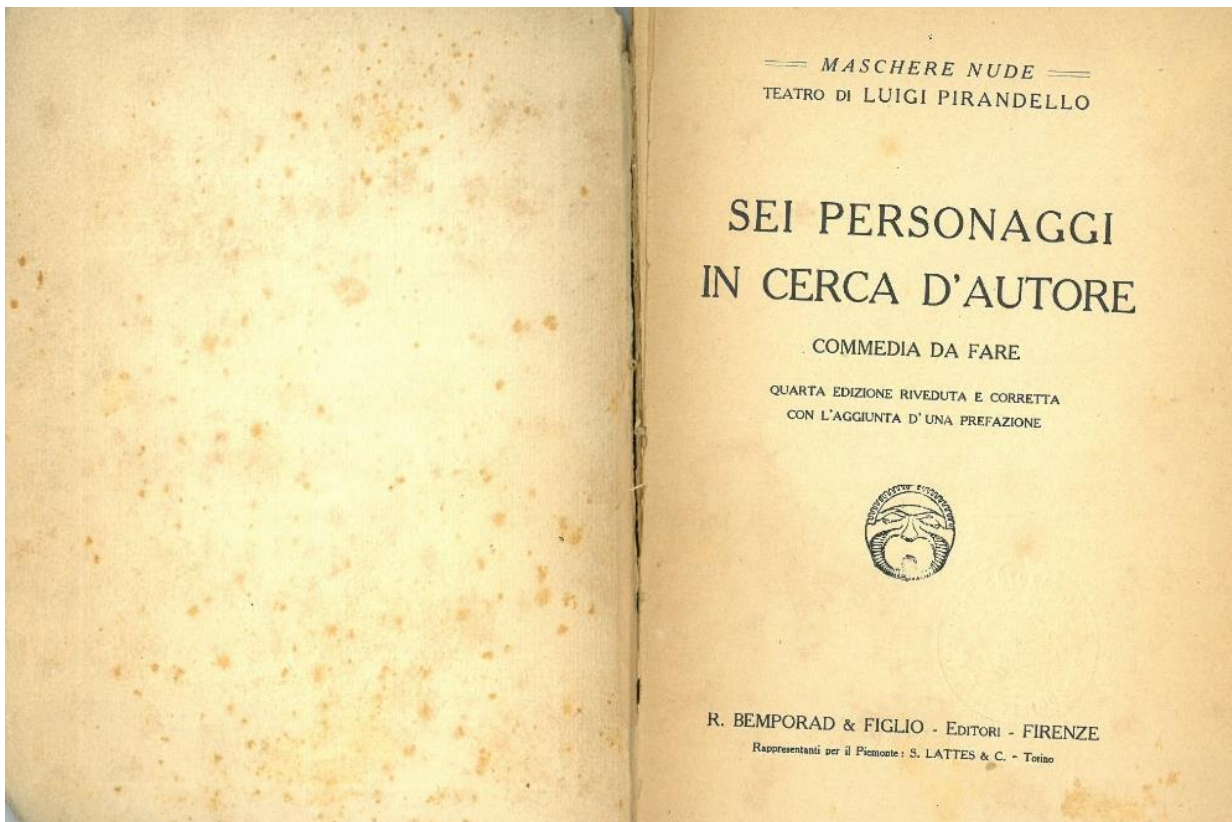 MASCHERE NUDE
TEATRO DI LUIGI PIRANDELLO
SEI PERSONAGGI
IN CERCA D'AUTORE
COMMEDIA DA FARE
QUARTA EDIZIONE RIVEDUTA E CORRETTA
CON L'AGGIUNTA D'UNA PREFAZIONE
R. BEMPORAD & FIGLIO - EDITORI - FIRENZE
Rappresentanti per il Piemonte: S. LATTES & C. - Torino